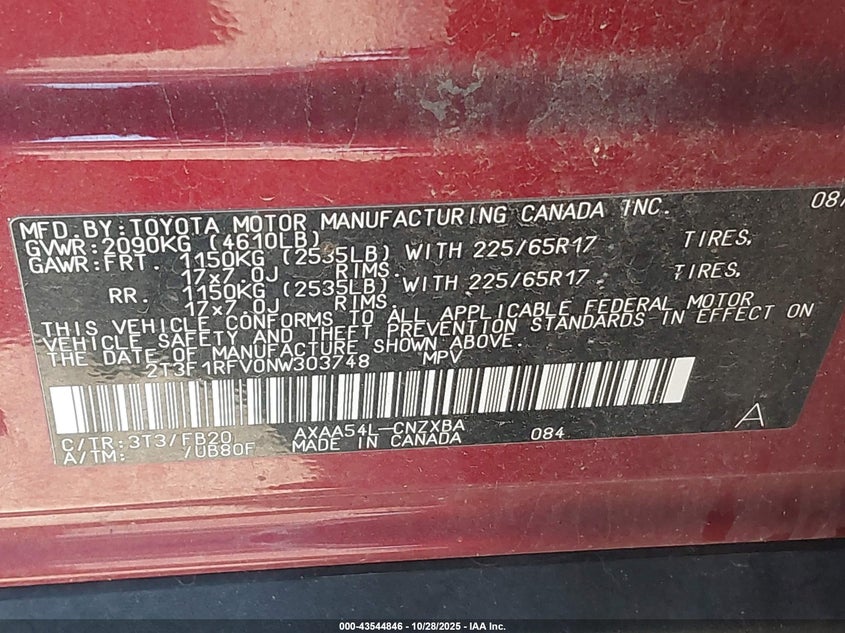 MFD.BY:TOYOTA MOTOR MANUFACTURING CANADA INC. 08/
GVWR:2090KG (4610LB)
GAWR:FRT. 1150KG (2535LB) WITH 225/65R17 TIRES,
17x7.0J RIMS.
RR. 1150KG (2535LB) WITH 225/65R17 TIRES,
17x7.0J RIMS.
THIS VEHICLE CONFORMS TO ALL APPLICABLE FEDERAL MOTOR
VEHICLE SAFETY AND THEFT PREVENTION STANDARDS IN EFFECT ON
THE DATE OF MANUFACTURE SHOWN ABOVE.
2T3F1RFV0NW303748 MPV
C/TR:3T3/FB20 AXAA54L-CNZXBA 084 A
A/TM: /UB80F MADE IN CANADA
000-43544846 • 10/28/2025 - IAA Inc.